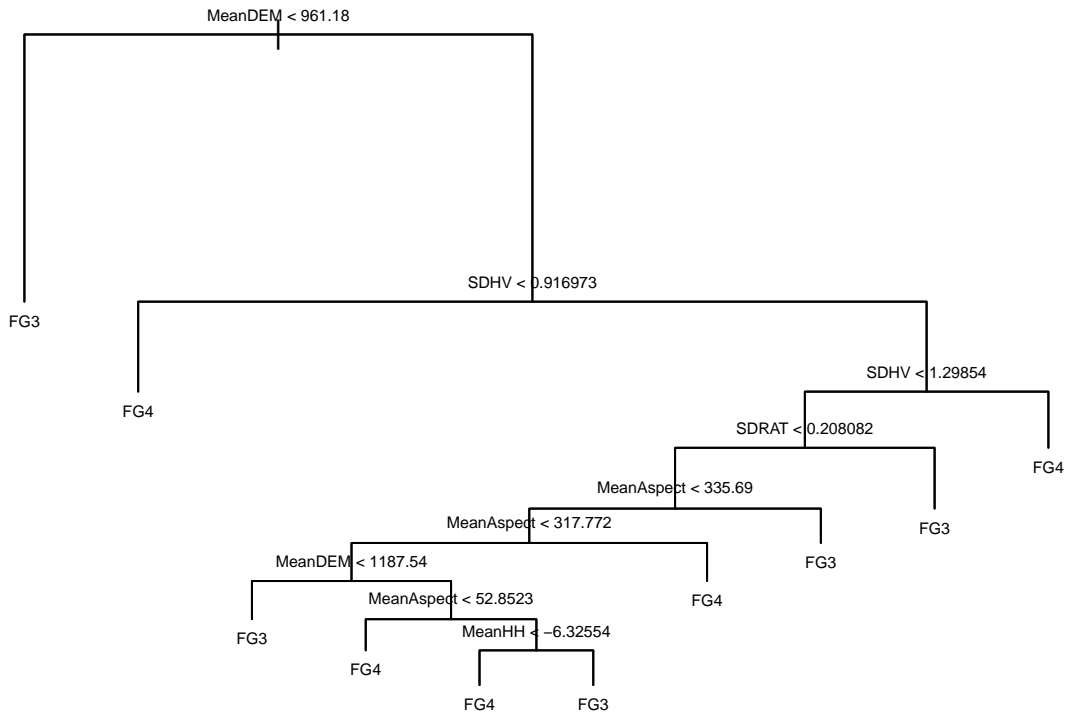 MeanDEM < 961.18
SDHV < 0.916973
FG3
SDHV < 1.29854
FG4
SDRAT < 0.208082
FG4
MeanAspect < 335.69
MeanAspect < 317.772
FG3
MeanDEM < 1187.54
FG3
MeanAspect < 52.8523
FG4
MeanHH < −6.32554
FG3
FG4
FG4
FG3